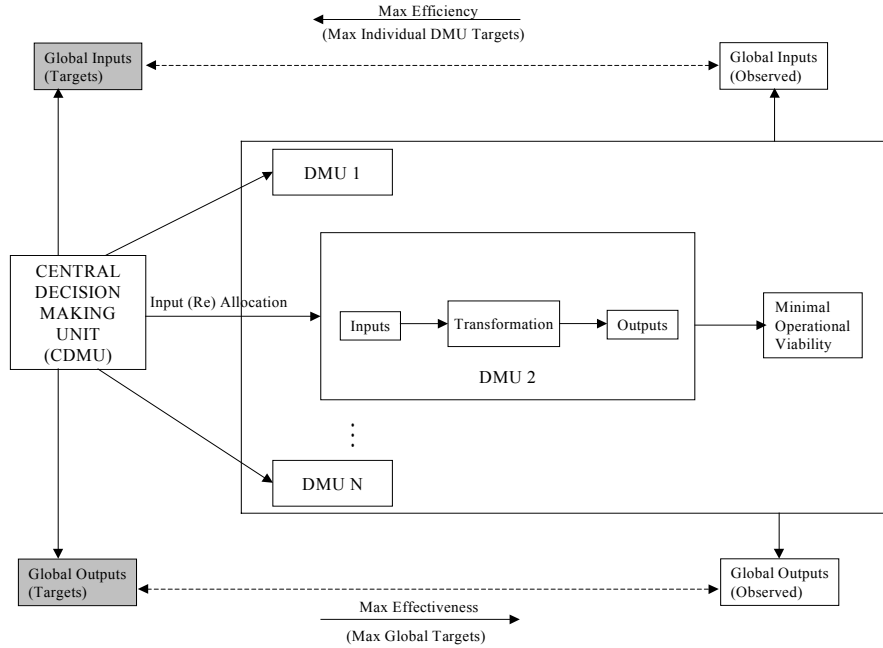 Max Efficiency
(Max Individual DMU Targets)
Global Inputs
(Targets)
Global Inputs
(Observed)
DMU 1
CENTRAL
DECISION
MAKING
UNIT
(CDMU)
Input (Re) Allocation
Inputs
Transformation
Outputs
DMU 2
Minimal
Operational
Viability
DMU N
Global Outputs
(Targets)
Global Outputs
(Observed)
Max Effectiveness
(Max Global Targets)